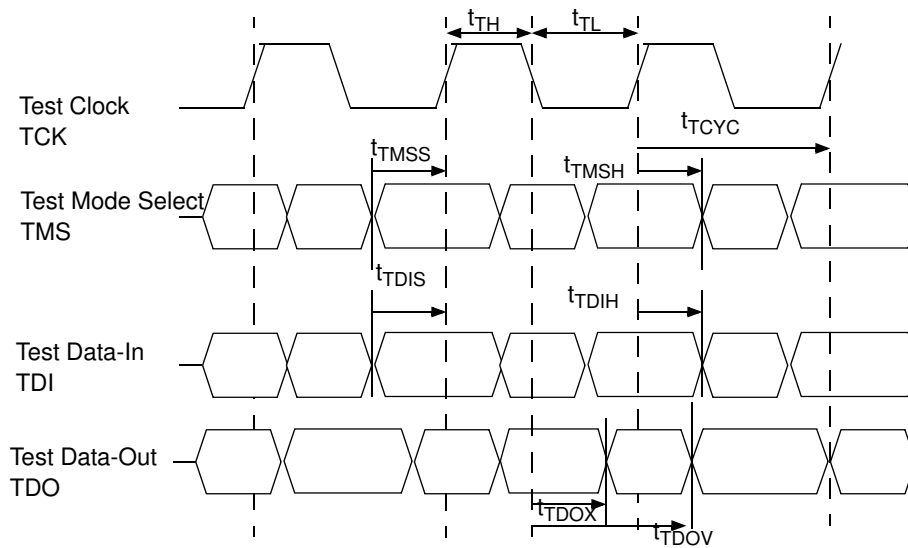 tTH tTL
Test Clock
TCK
tTCYC
tTMSS tTMSH
Test Mode Select
TMS
tTDIS tTDIH
Test Data-In
TDI
Test Data-Out
TDO
tTDOX
tTDOV